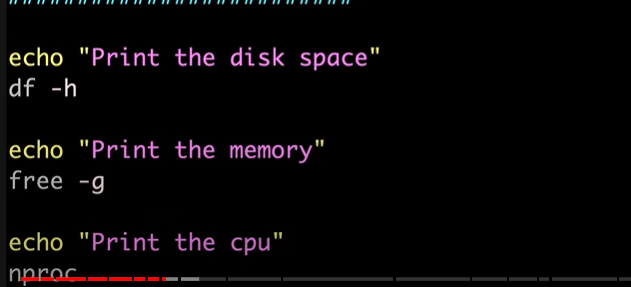 #########################
echo "Print the disk space"
df -h
echo "Print the memory"
free -g
echo "Print the cpu"
nproc